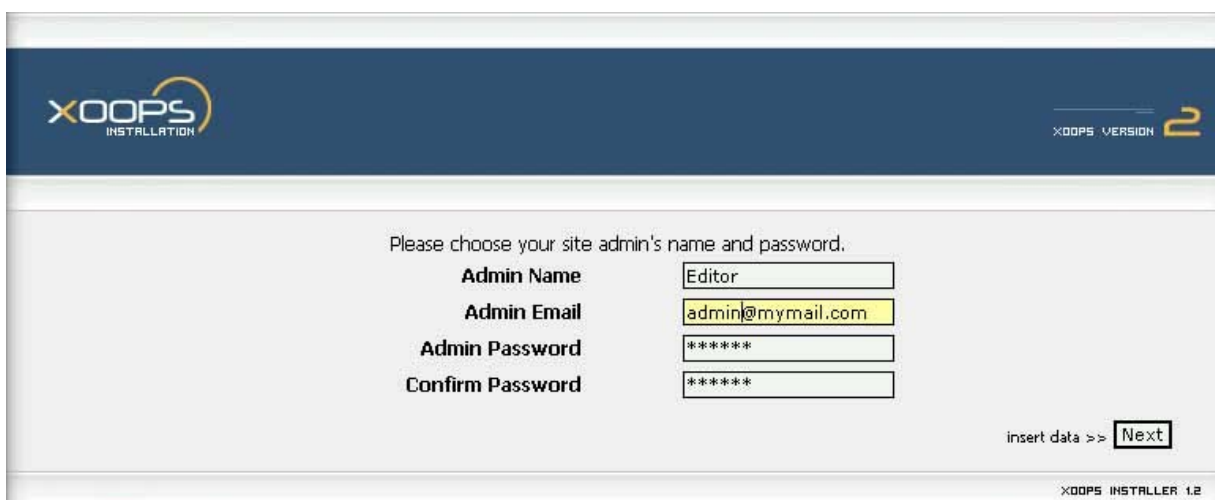 XOOPS
INSTALLATION
XOOPS VERSION 2
Please choose your site admin's name and password.
Admin Name Editor
Admin Email admin@mymail.com
Admin Password ******
Confirm Password ******
insert data >> Next
XOOPS INSTALLER 1.2